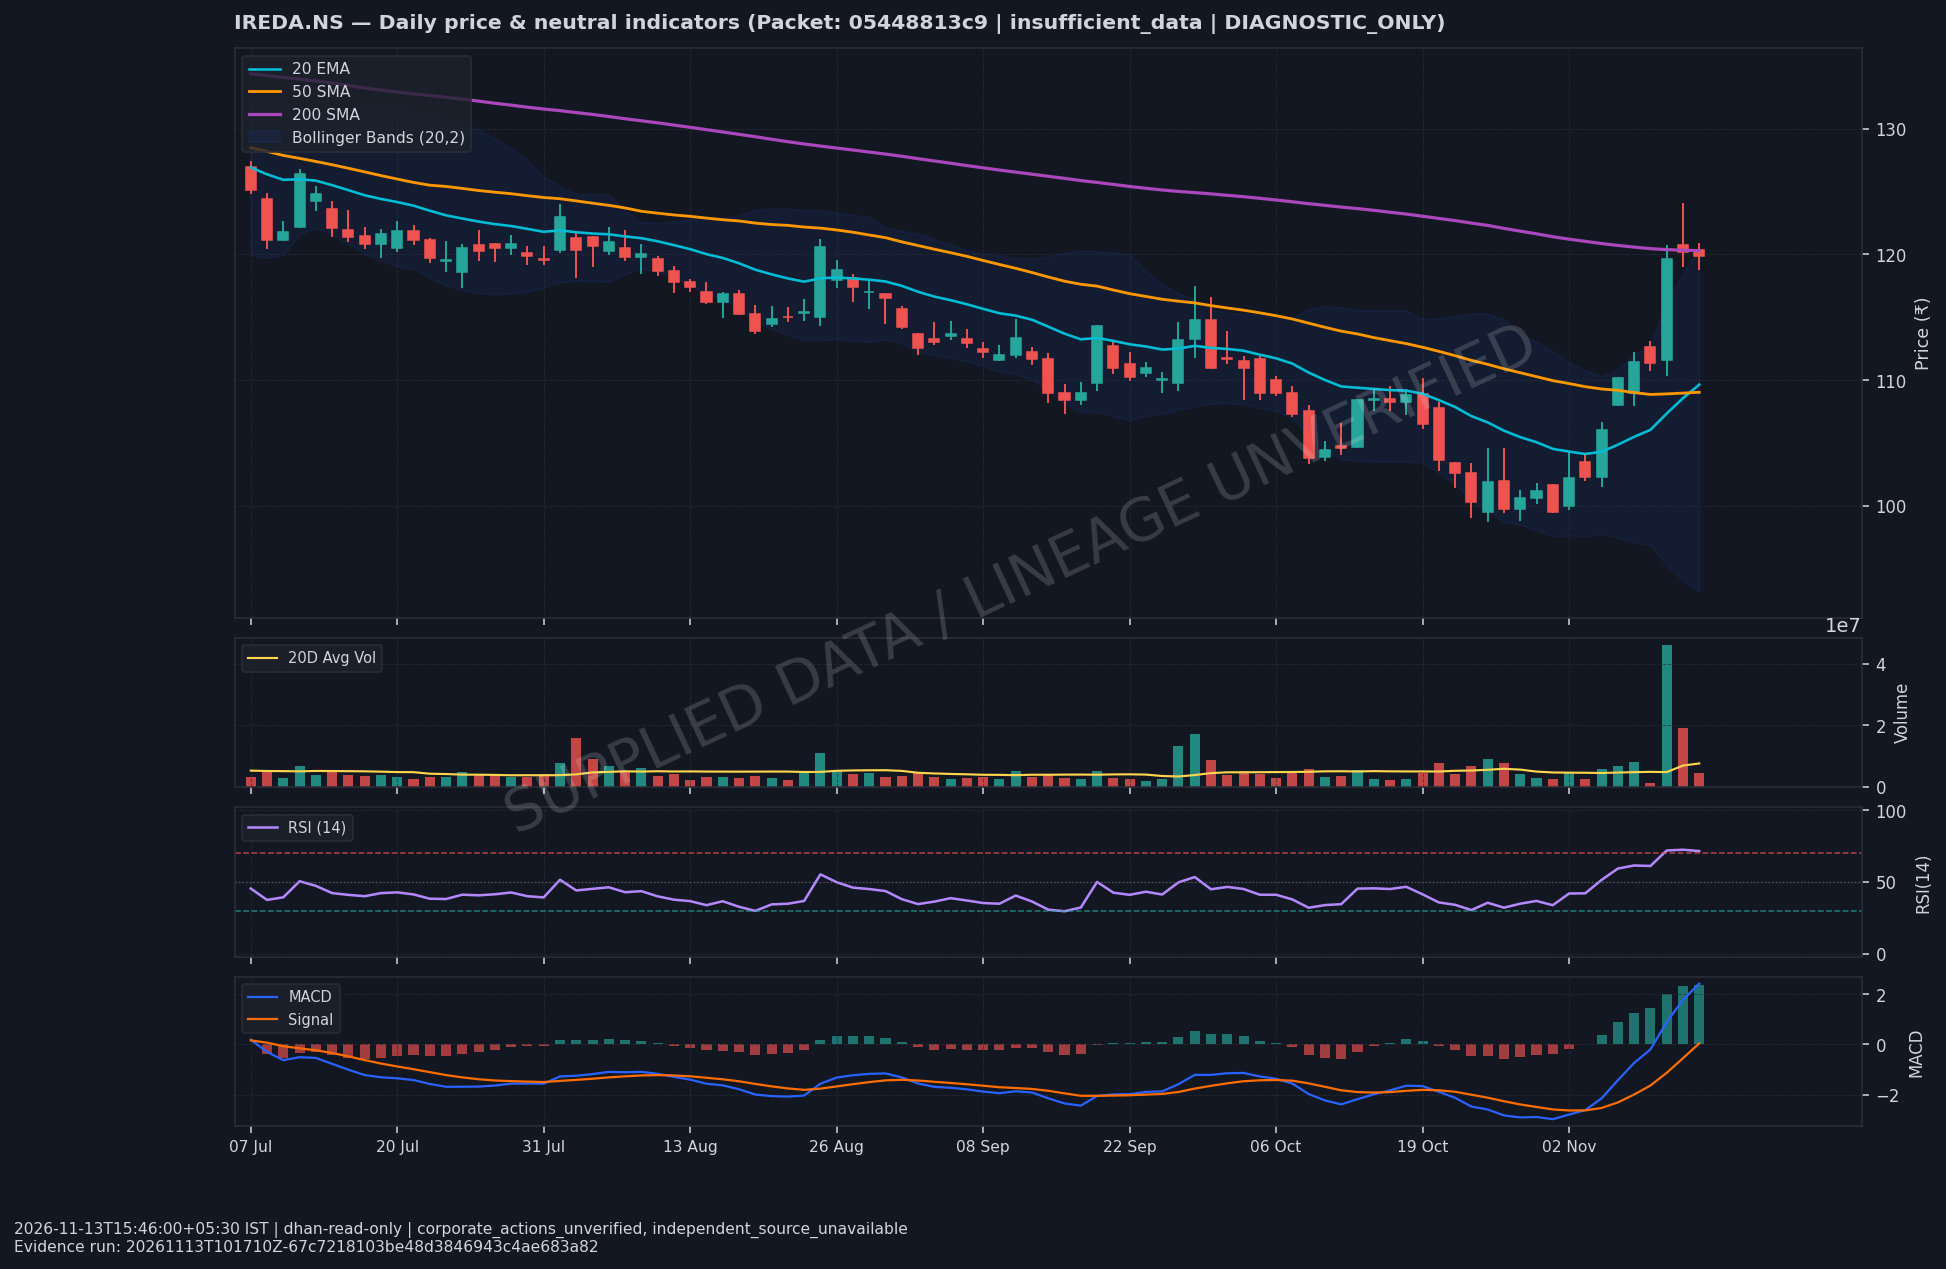 IREDA.NS — Daily price & neutral indicators (Packet: 05448813c9 | insufficient_data | DIAGNOSTIC_ONLY)
20 EMA
50 SMA
200 SMA
Bollinger Bands (20,2)
130
120
110
100
Price (₹)
SUPPLIED DATA / LINEAGE UNVERIFIED
1e7
20D Avg Vol
4
2
0
Volume
RSI (14)
100
50
0
RSI(14)
MACD
Signal
2
0
−2
MACD
07 Jul
20 Jul
31 Jul
13 Aug
26 Aug
08 Sep
22 Sep
06 Oct
19 Oct
02 Nov
2026-11-13T15:46:00+05:30 IST | dhan-read-only | corporate_actions_unverified, independent_source_unavailable
Evidence run: 20261113T101710Z-67c7218103be48d3846943c4ae683a82